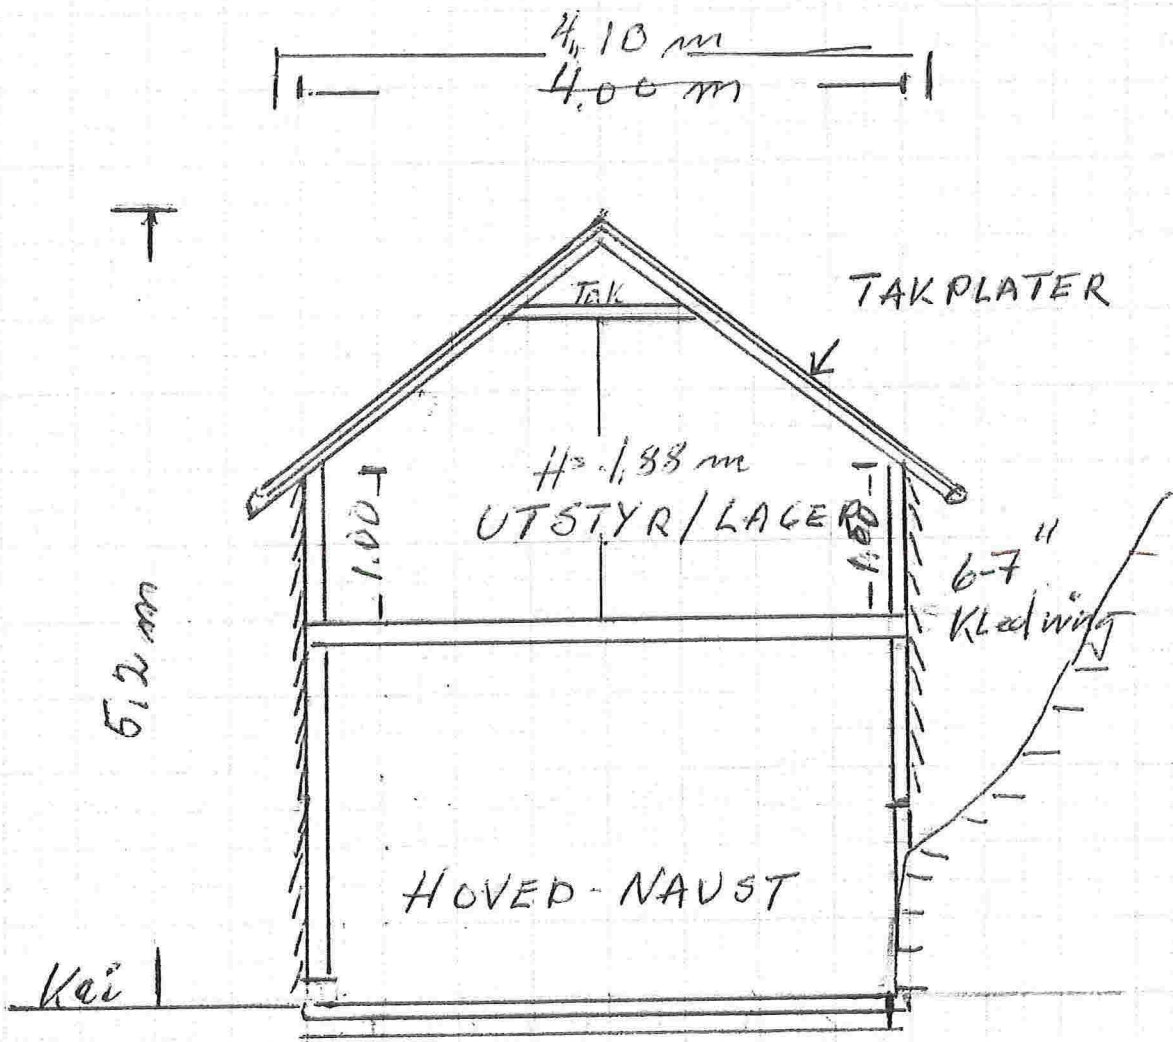 4,10 m
4,00 m
TAKPLATER
Tak
H=1,88 m
UTSTYR/LAGER
1.00
1.00
6-7"
Kledning
5,2 m
HOVED-NAUST
Kai